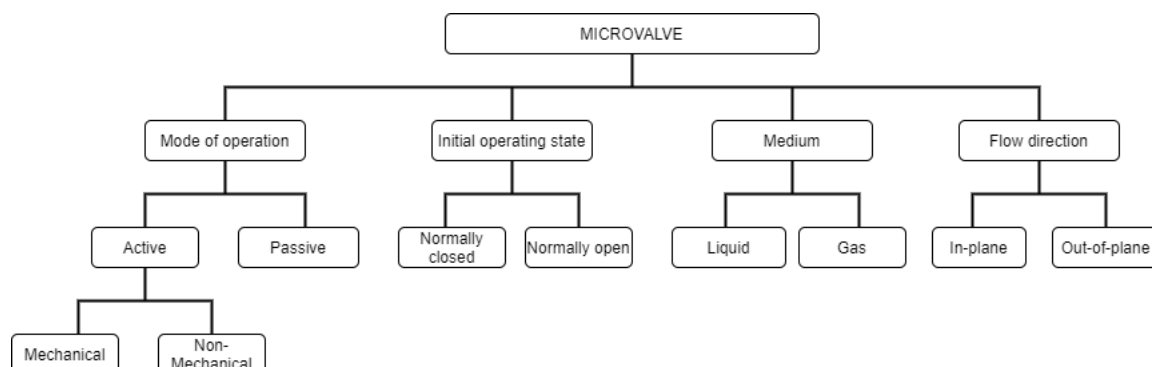 MICROVALVE
Mode of operation
Initial operating state
Medium
Flow direction
Active
Passive
Normally
closed
Normally open
Liquid
Gas
In-plane
Out-of-plane
Mechanical
Non-
Mechanical